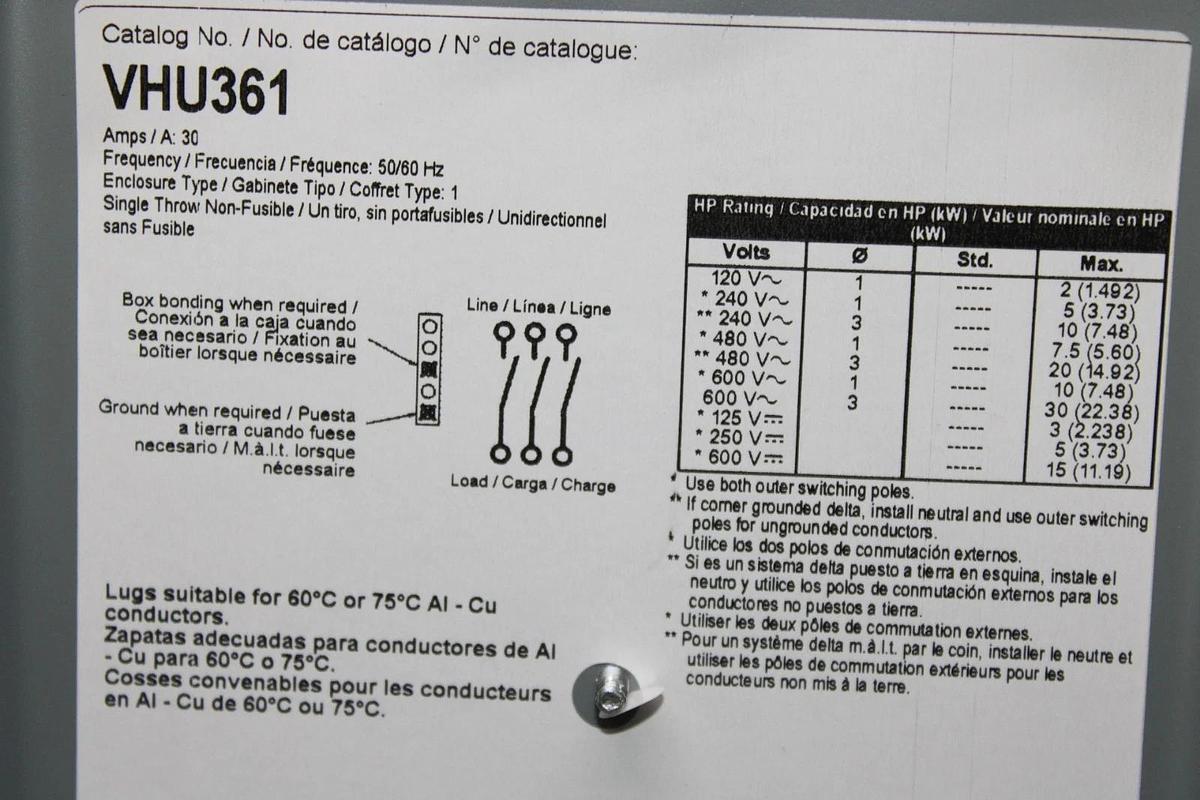 Catalog No. / No. de catálogo / N° de catalogue:
VHU361
Amps / A: 30
Frequency / Frecuencia / Fréquence: 50/60 Hz
Enclosure Type / Gabinete Tipo / Coffret Type: 1
Single Throw Non-Fusible / Un tiro, sin portafusibles / Unidirectionnel
sans Fusible
Box bonding when required /
Conexión a la caja cuando
sea necesario / Fixation au
boîtier lorsque nécessaire
Ground when required / Puesta
a tierra cuando fuese
necesario / M.à.l.t. lorsque
nécessaire
Line / Línea / Ligne
Load / Carga / Charge
HP Rating / Capacidad en HP (kW) / Valeur nominale en HP
(kW)
Volts Ø Std. Max.
120 V~ 1 ----- 2 (1.492)
* 240 V~ 1 ----- 5 (3.73)
** 240 V~ 3 ----- 10 (7.48)
* 480 V~ 1 ----- 7.5 (5.60)
** 480 V~ 3 ----- 20 (14.92)
* 600 V~ 1 ----- 10 (7.48)
600 V~ 3 ----- 30 (22.38)
* 125 V⎓ ----- 3 (2.238)
* 250 V⎓ ----- 5 (3.73)
* 600 V⎓ ----- 15 (11.19)
* Use both outer switching poles.
** If corner grounded delta, install neutral and use outer switching
poles for ungrounded conductors.
* Utilice los dos polos de conmutación externos.
** Si es un sistema delta puesto a tierra en esquina, instale el
neutro y utilice los polos de conmutación externos para los
conductores no puestos a tierra.
* Utiliser les deux pôles de commutation externes.
** Pour un système delta m.à.l.t. par le coin, installer le neutre et
utiliser les pôles de commutation extérieurs pour les
conducteurs non mis à la terre.
Lugs suitable for 60°C or 75°C Al - Cu
conductors.
Zapatas adecuadas para conductores de Al
- Cu para 60°C o 75°C.
Cosses convenables pour les conducteurs
en Al - Cu de 60°C ou 75°C.